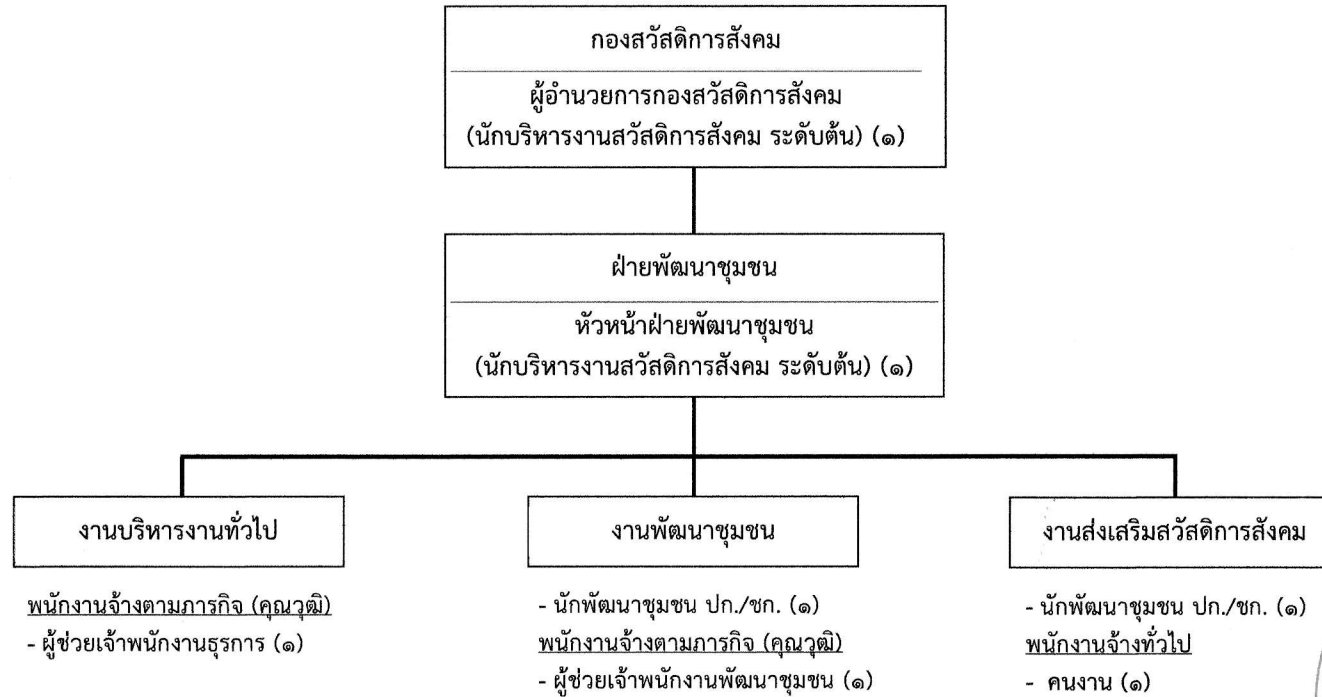 กองสวัสดิการสังคม
ผู้อำนวยการกองสวัสดิการสังคม
(นักบริหารงานสวัสดิการสังคม ระดับต้น) (๑)
ฝ่ายพัฒนาชุมชน
หัวหน้าฝ่ายพัฒนาชุมชน
(นักบริหารงานสวัสดิการสังคม ระดับต้น) (๑)
งานบริหารงานทั่วไป
พนักงานจ้างตามภารกิจ (คุณวุฒิ)
- ผู้ช่วยเจ้าพนักงานธุรการ (๑)
งานพัฒนาชุมชน
- นักพัฒนาชุมชน ปก./ชก. (๑)
พนักงานจ้างตามภารกิจ (คุณวุฒิ)
- ผู้ช่วยเจ้าพนักงานพัฒนาชุมชน (๑)
งานส่งเสริมสวัสดิการสังคม
- นักพัฒนาชุมชน ปก./ชก. (๑)
พนักงานจ้างทั่วไป
- คนงาน (๑)